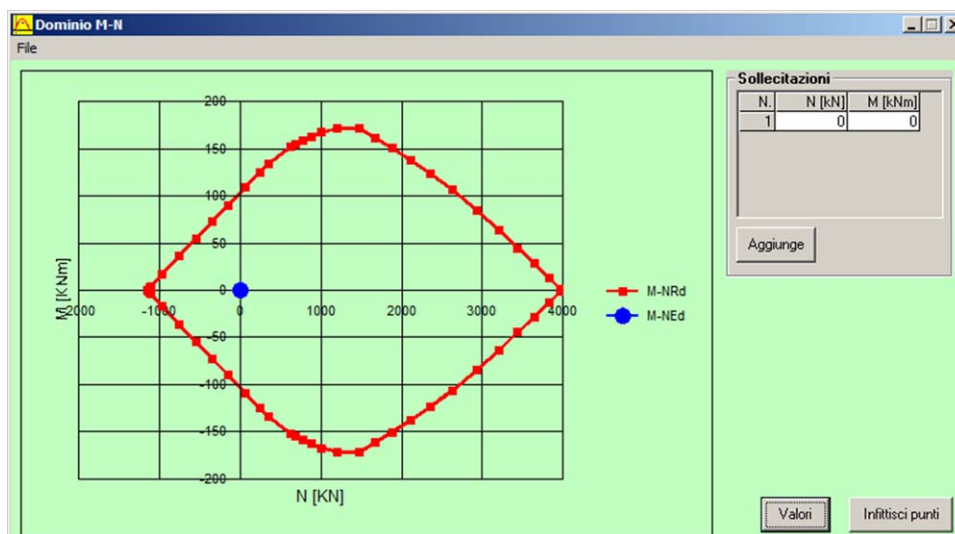 Dominio M-N
File
200
150
100
50
0
-50
-100
-150
-200
-2000 -1000 0 1000 2000 3000 4000
M [KNm]
N [KN]
M-NRd
M-NEd
Sollecitazioni
N. N [kN] M [kNm]
1 0 0
Aggiunge
Valori
Infittisci punti